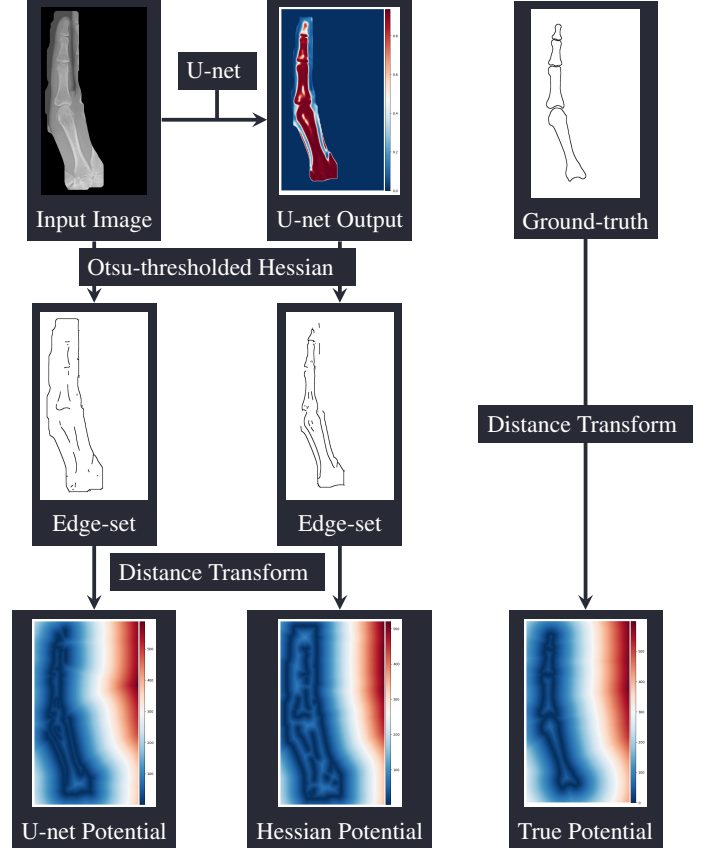 U-net
Input Image
U-net Output
Ground-truth
Otsu-thresholded Hessian
Edge-set
Edge-set
Distance Transform
Distance Transform
U-net Potential
Hessian Potential
True Potential